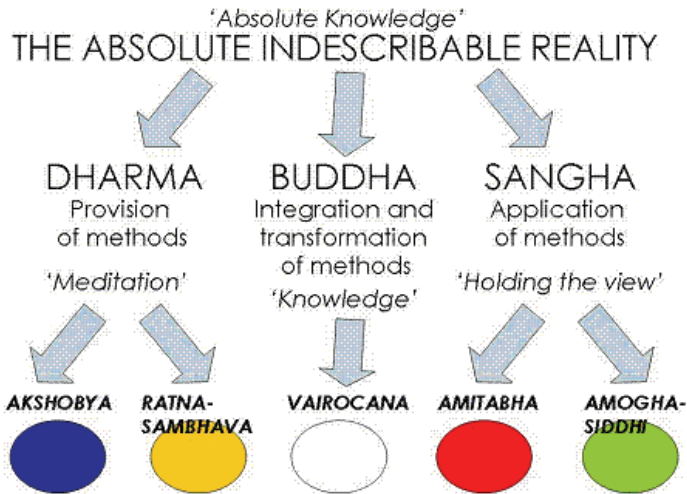 ‘Absolute Knowledge’
THE ABSOLUTE INDESCRIBABLE REALITY
DHARMA
Provision
of methods
‘Meditation’
BUDDHA
Integration and
transformation
of methods
‘Knowledge’
SANGHA
Application
of methods
‘Holding the view’
AKSHOBYA
RATNA-
SAMBHAVA
VAIROCANA
AMITABHA
AMOGHA-
SIDDHI